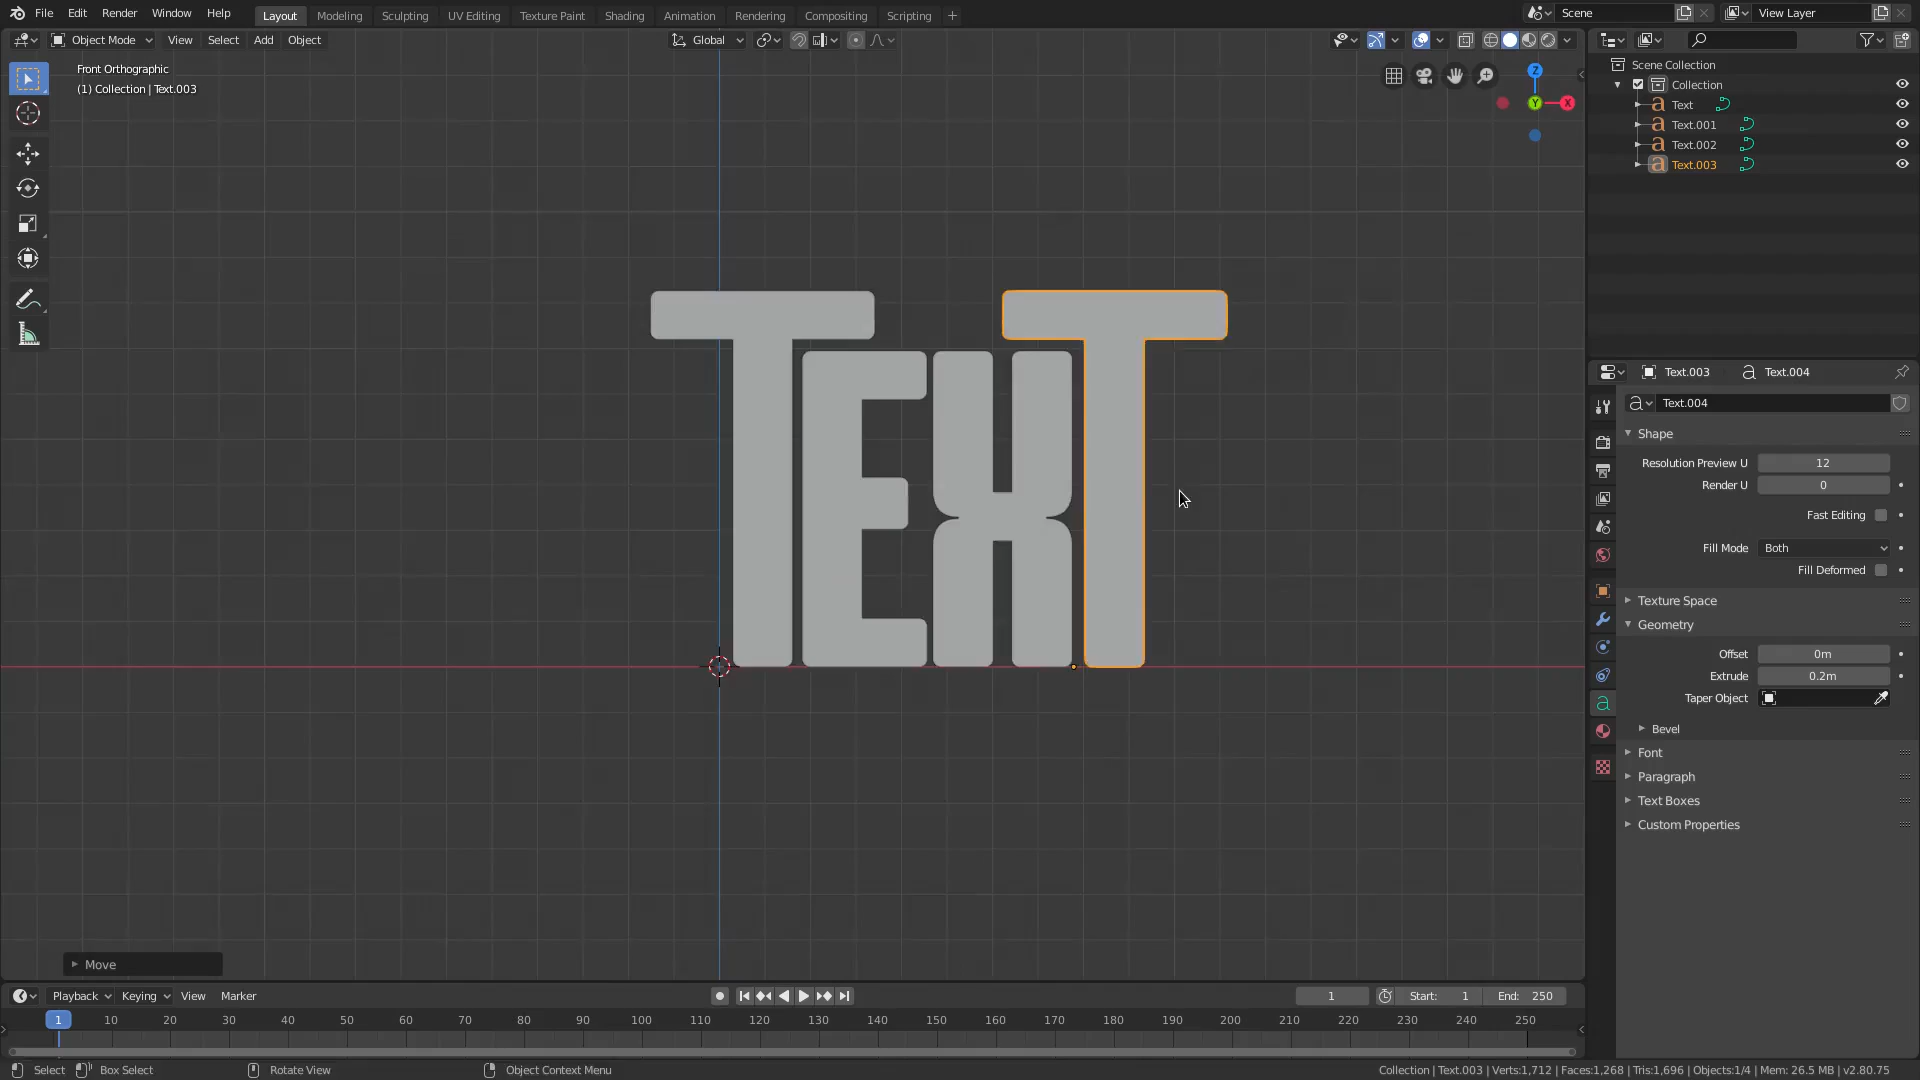 File Edit Render Window Help Layout Modeling Sculpting UV Editing Texture Paint Shading Animation Rendering Compositing Scripting + Scene View Layer
Object Mode View Select Add Object Global
Front Orthographic
(1) Collection | Text.003
Z
Y X
TEXT
Move
Scene Collection
Collection
Text
Text.001
Text.002
Text.003
Text.003 Text.004
Text.004
Shape
Resolution Preview U 12
Render U 0
Fast Editing
Fill Mode Both
Fill Deformed
Texture Space
Geometry
Offset 0m
Extrude 0.2m
Taper Object
Bevel
Font
Paragraph
Text Boxes
Custom Properties
Playback Keying View Marker 1 Start: 1 End: 250
1 10 20 30 40 50 60 70 80 90 100 110 120 130 140 150 160 170 180 190 200 210 220 230 240 250
Select Box Select Rotate View Object Context Menu Collection | Text.003 | Verts:1,712 | Faces:1,268 | Tris:1,696 | Objects:1/4 | Mem: 26.5 MB | v2.80.75